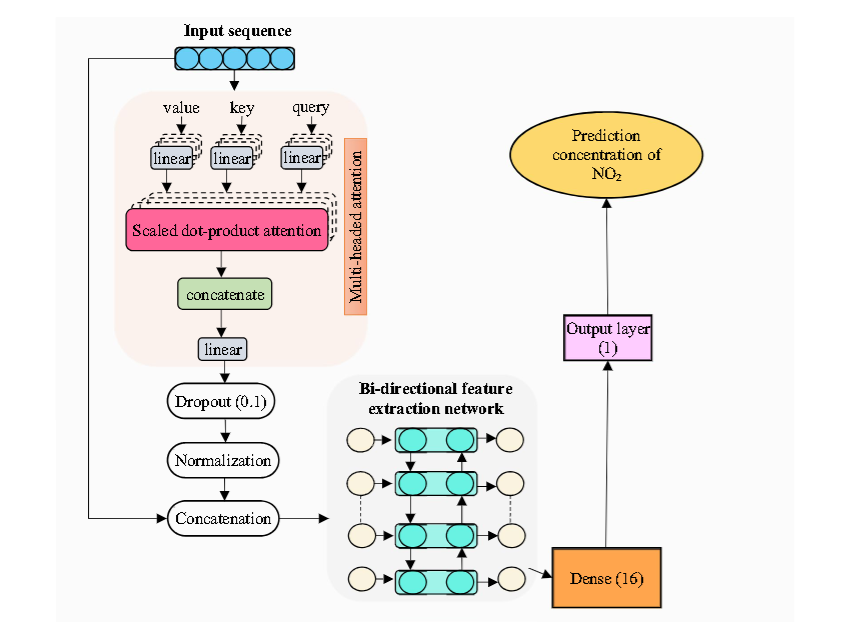 Input sequence
value
key
query
linear
linear
linear
Scaled dot-product attention
concatenate
linear
Multi-headed attention
Dropout (0.1)
Normalization
Concatenation
Bi-directional feature
extraction network
Dense (16)
Output layer
(1)
Prediction
concentration of
NO₂